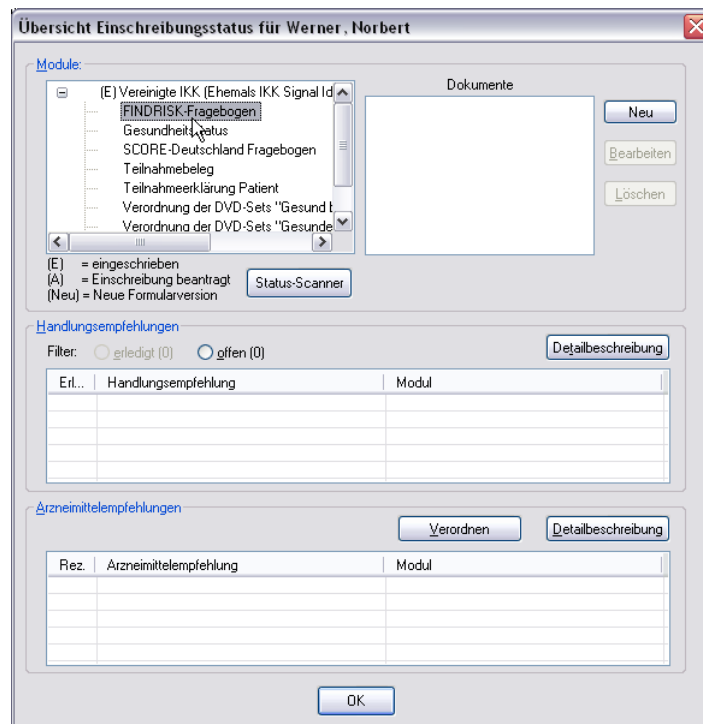 Übersicht Einschreibungsstatus für Werner, Norbert
Module:
(E) Vereinigte IKK (Ehemals IKK Signal Id
FINDRISK-Fragebogen
Gesundheitsstatus
SCORE-Deutschland Fragebogen
Teilnahmebeleg
Teilnahmeerklärung Patient
Verordnung der DVD-Sets "Gesund b
Verordnung der DVD-Sets "Gesunde
Dokumente
Neu
Bearbeiten
Löschen
(E) = eingeschrieben
(A) = Einschreibung beantragt
(Neu) = Neue Formularversion
Status-Scanner
Handlungsempfehlungen
Filter: erledigt (0) offen (0)
Detailbeschreibung
Erl... Handlungsempfehlung Modul
Arzneimittelempfehlungen
Verordnen Detailbeschreibung
Rez. Arzneimittelempfehlung Modul
OK